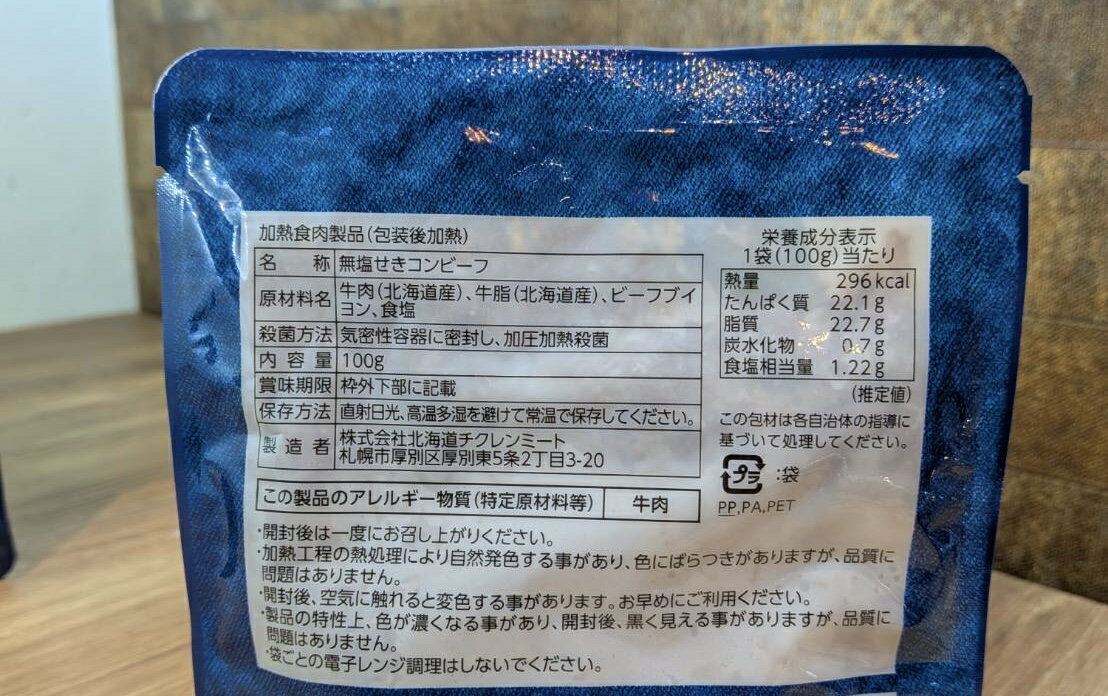 加熱食肉製品(包装後加熱)
名 称 無塩せきコンビーフ
原材料名 牛肉(北海道産)、牛脂(北海道産)、ビーフブイ
ヨン、食塩
殺菌方法 気密性容器に密封し、加圧加熱殺菌
内容量 100g
賞味期限 枠外下部に記載
保存方法 直射日光、高温多湿を避けて常温で保存してください。
製造者 株式会社北海道チクレンミート
札幌市厚別区厚別東5条2丁目3-20
この製品のアレルギー物質(特定原材料等) 牛肉
栄養成分表示
1袋(100g)当たり
熱量 296kcal
たんぱく質 22.1g
脂質 22.7g
炭水化物 0.7g
食塩相当量 1.22g
(推定値)
この包材は各自治体の指導に
基づいて処理してください。
プラ :袋
PP,PA,PET
・開封後は一度にお召し上がりください。
・加熱工程の熱処理により自然発色する事があり、色にばらつきがありますが、品質に
問題はありません。
・開封後、空気に触れると変色する事があります。お早めにご利用ください。
・製品の特性上、色が濃くなる事があり、開封後、黒く見える事がありますが、品質に
問題はありません。
・袋ごとの電子レンジ調理はしないでください。